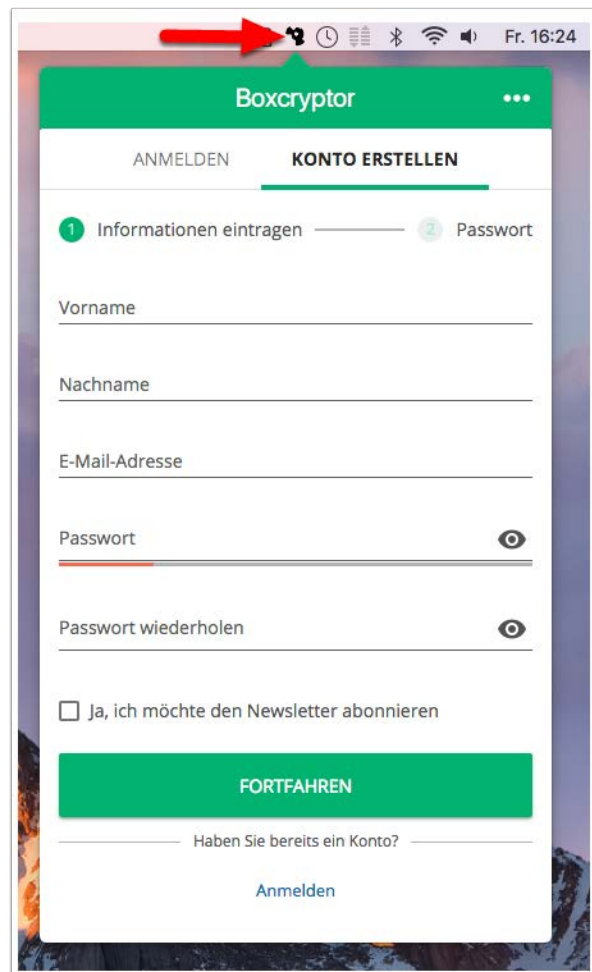 Fr. 16:24
Boxcryptor
ANMELDEN KONTO ERSTELLEN
1 Informationen eintragen 2 Passwort
Vorname
Nachname
E-Mail-Adresse
Passwort
Passwort wiederholen
Ja, ich möchte den Newsletter abonnieren
FORTFAHREN
Haben Sie bereits ein Konto?
Anmelden